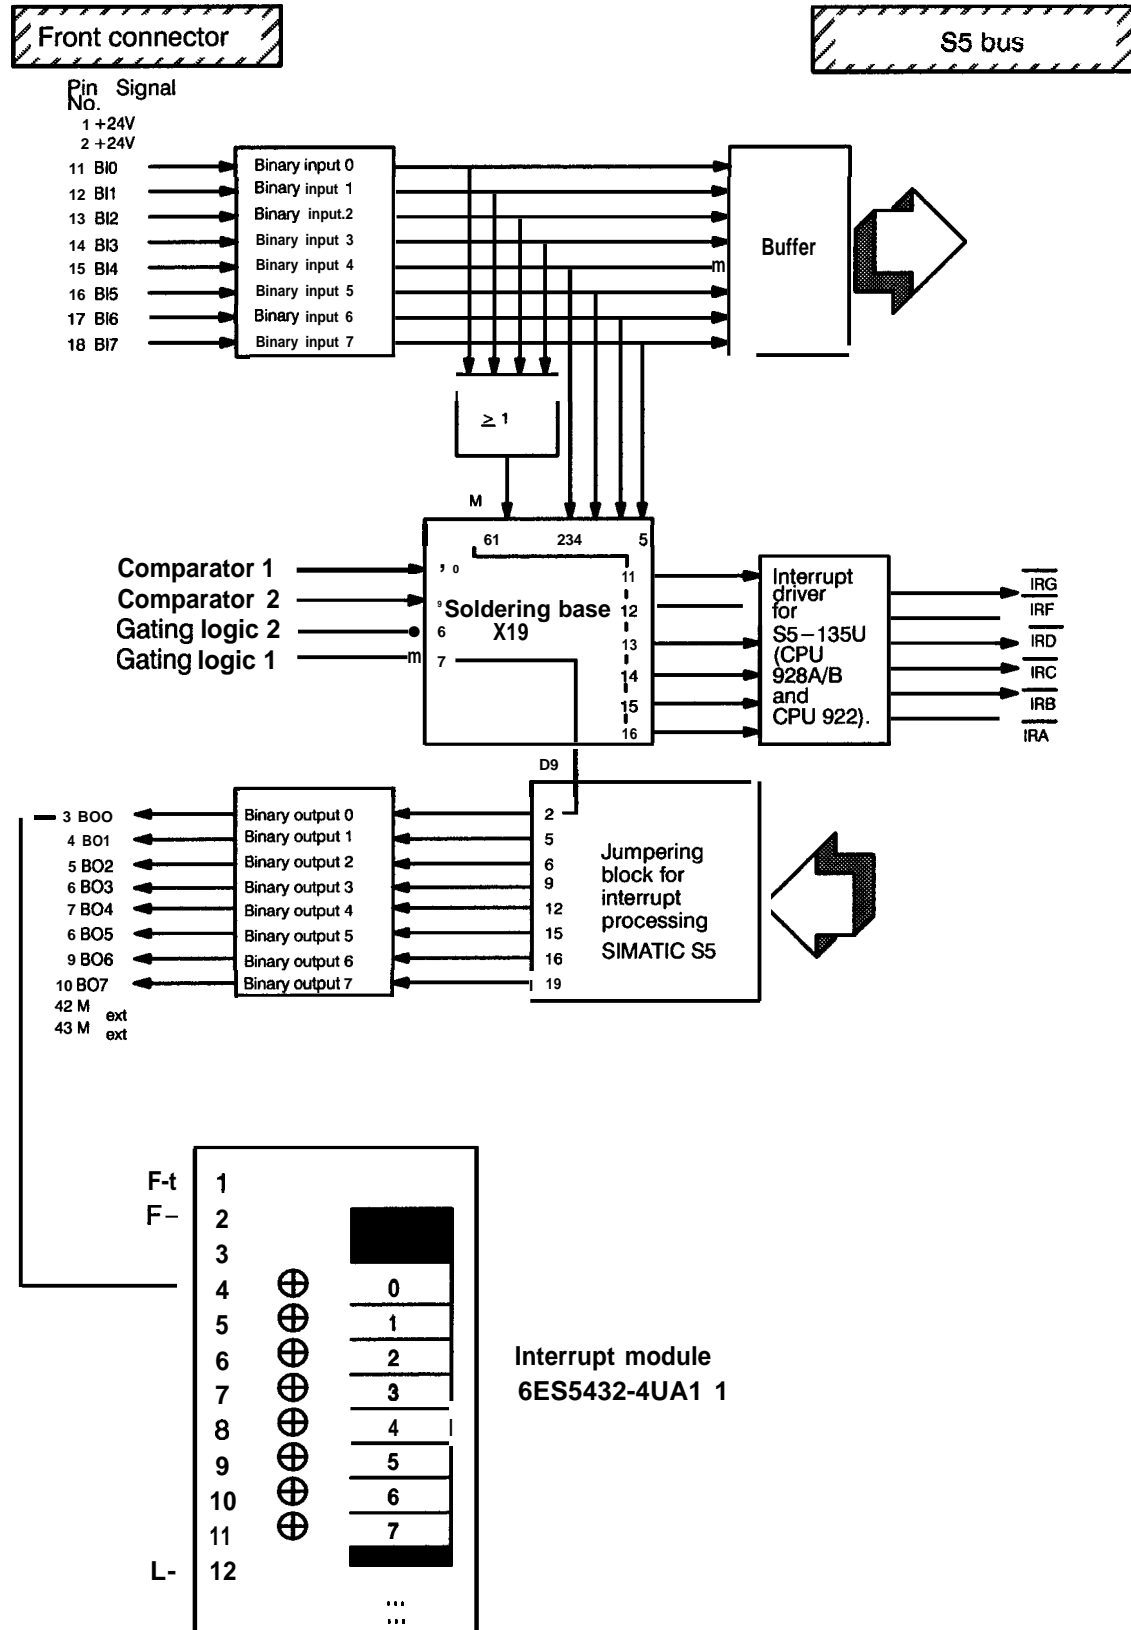 Front connector
S5 bus
Pin Signal
No.
1 +24V
2 +24V
11 BI0
12 BI1
13 BI2
14 BI3
15 BI4
16 BI5
17 BI6
18 BI7
Binary input 0
Binary input 1
Binary input.2
Binary input 3
Binary input 4
Binary input 5
Binary input 6
Binary input 7
m
Buffer
≥ 1
M
61 234 5
Comparator 1
Comparator 2
Gating logic 2
Gating logic 1
m
, 0
9
6
7
Soldering base
X19
11
12
13
14
15
16
Interrupt
driver
for
S5-135U
(CPU
928A/B
and
CPU 922).
IRG
IRF
IRD
IRC
IRB
IRA
D9
3 BOO
4 BO1
5 BO2
6 BO3
7 BO4
6 BO5
9 BO6
10 BO7
42 M ext
43 M ext
Binary output 0
Binary output 1
Binary output 2
Binary output 3
Binary output 4
Binary output 5
Binary output 6
Binary output 7
2
5
6
9
12
15
16
19
Jumpering
block for
interrupt
processing
SIMATIC S5
F-t 1
F- 2
3
4 0
5 1
6 2
7 3
8 4
9 5
10 6
11 7
L- 12
...
...
Interrupt module
6ES5432-4UA1 1